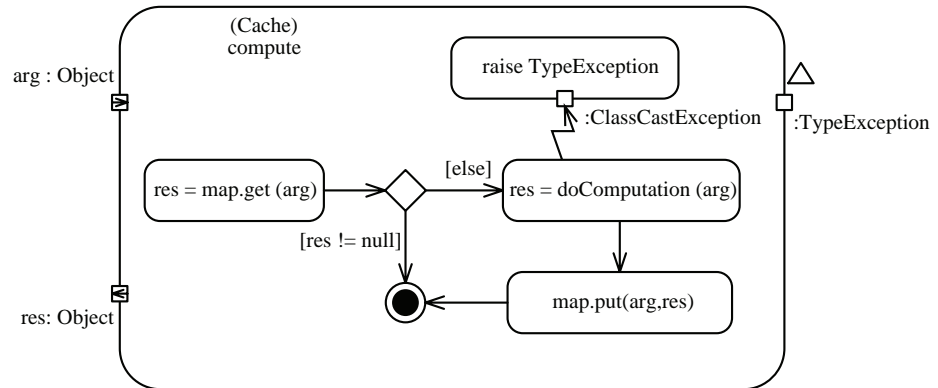 (Cache)
compute
arg : Object
raise TypeException
:ClassCastException
:TypeException
res = map.get (arg)
[else]
res = doComputation (arg)
[res != null]
res: Object
map.put(arg,res)